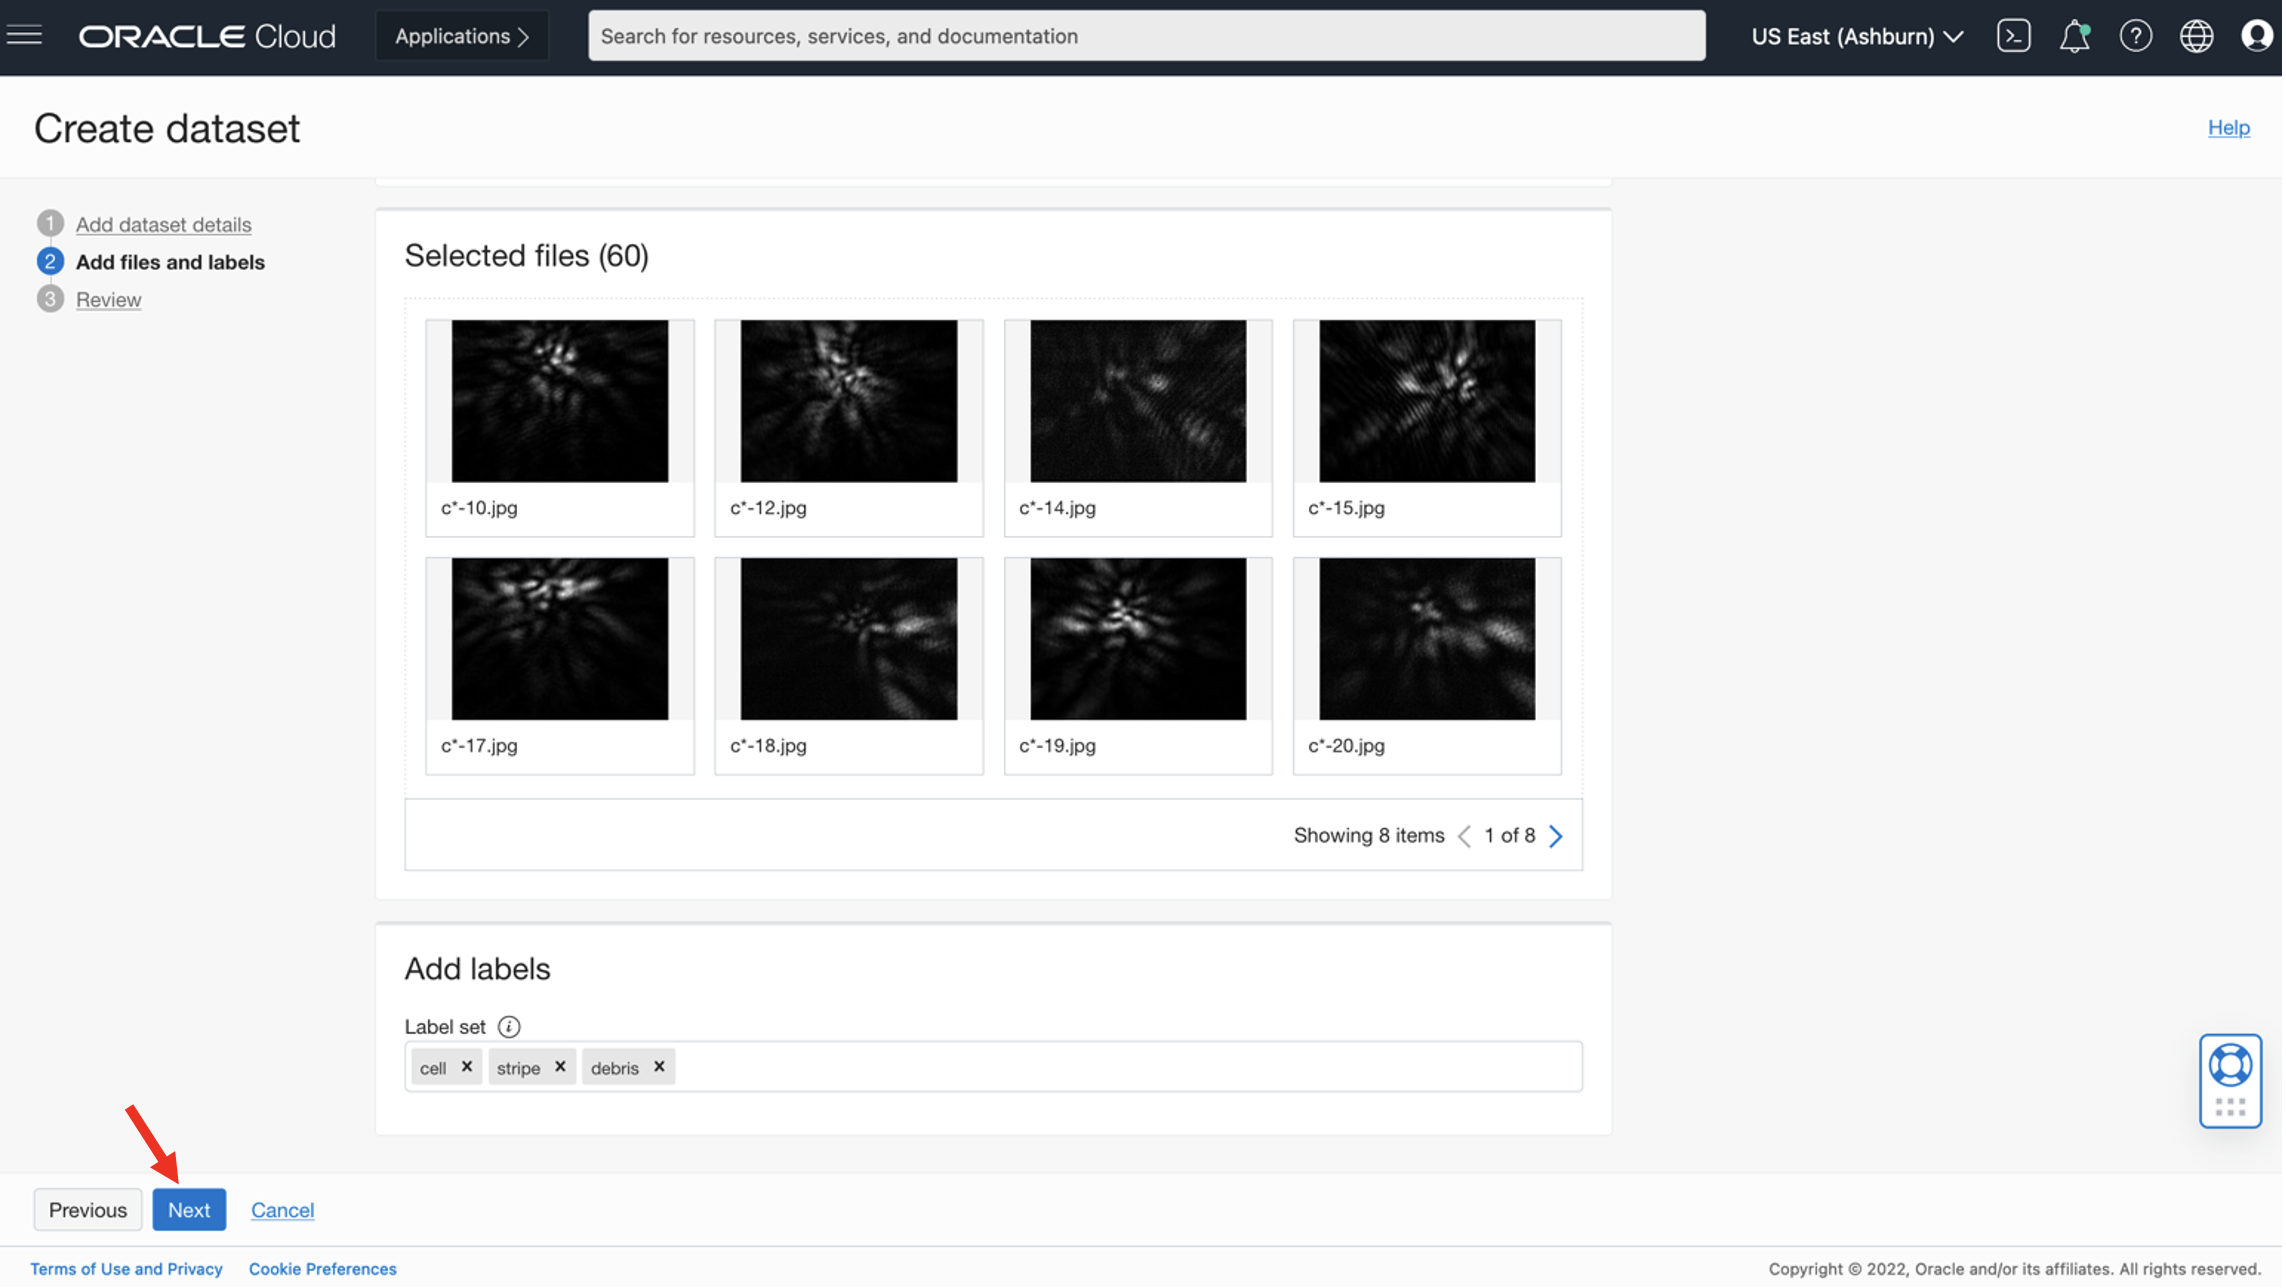 ORACLE Cloud
Applications
Search for resources, services, and documentation
US East (Ashburn)
Create dataset
Help
1 Add dataset details
2 Add files and labels
3 Review
Selected files (60)
c*-10.jpg
c*-12.jpg
c*-14.jpg
c*-15.jpg
c*-17.jpg
c*-18.jpg
c*-19.jpg
c*-20.jpg
Showing 8 items 1 of 8
Add labels
Label set
cell
stripe
debris
Previous
Next
Cancel
Terms of Use and Privacy
Cookie Preferences
Copyright © 2022, Oracle and/or its affiliates. All rights reserved.